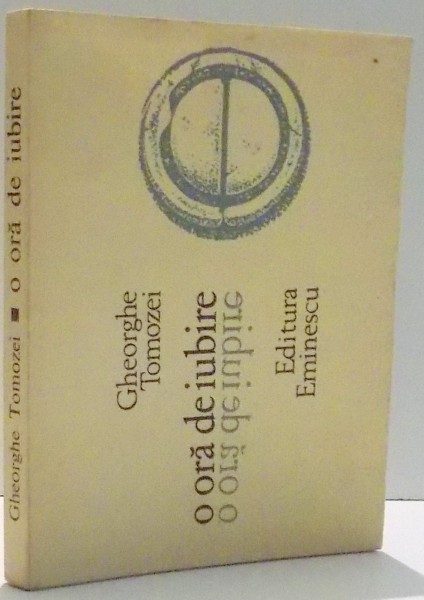 Gheorghe Tomozei ■ o oră de iubire
Gheorghe
Tomozei
o oră de iubire
o oră de iubire
Editura
Eminescu